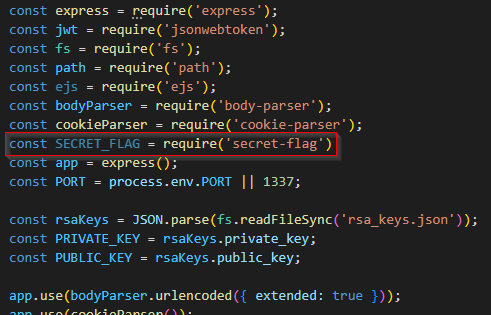 const express = require('express');
const jwt = require('jsonwebtoken');
const fs = require('fs');
const path = require('path');
const ejs = require('ejs');
const bodyParser = require('body-parser');
const cookieParser = require('cookie-parser');
const SECRET_FLAG = require('secret-flag')
const app = express();
const PORT = process.env.PORT || 1337;
const rsaKeys = JSON.parse(fs.readFileSync('rsa_keys.json'));
const PRIVATE_KEY = rsaKeys.private_key;
const PUBLIC_KEY = rsaKeys.public_key;
app.use(bodyParser.urlencoded({ extended: true }));
app.use(cookieParser());